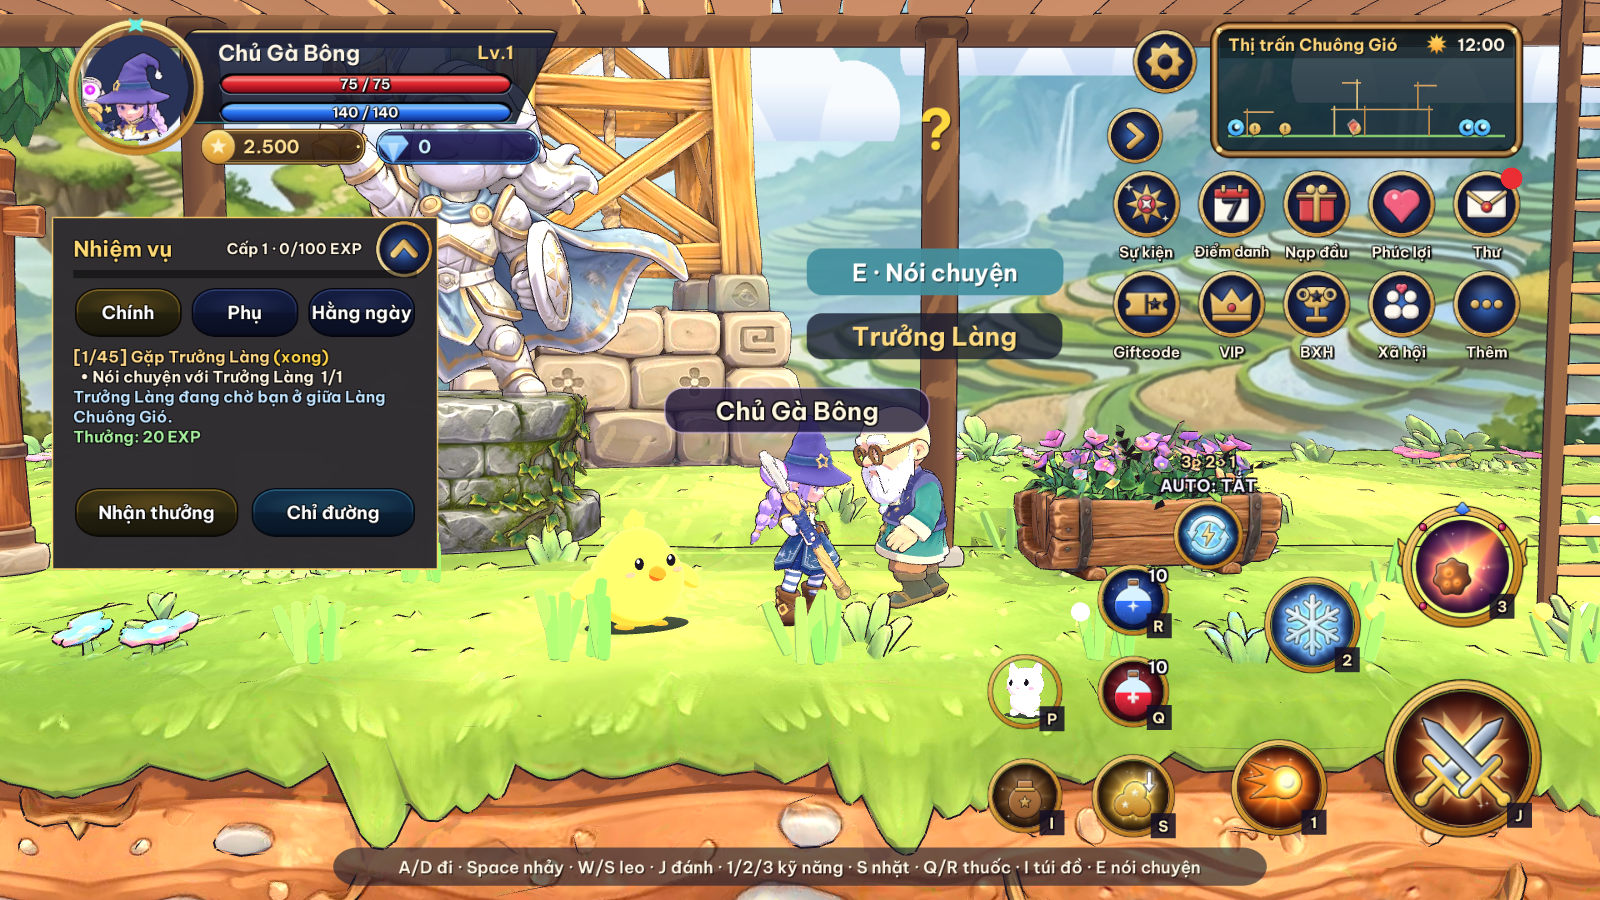 Chủ Gà Bông
Lv.1
75 / 75
140 / 140
2.500
0
Thị trấn Chuông Gió
12:00
Sự kiện
7
Điểm danh
Nạp đầu
Phúc lợi
Thư
Giftcode
VIP
BXH
Xã hội
Thêm
Nhiệm vụ
Cấp 1 · 0/100 EXP
Chính
Phụ
Hằng ngày
[1/45] Gặp Trưởng Làng (xong)
• Nói chuyện với Trưởng Làng 1/1
Trưởng Làng đang chờ bạn ở giữa Làng
Chuông Gió.
Thưởng: 20 EXP
Nhận thưởng
Chỉ đường
?
E · Nói chuyện
Trưởng Làng
Chủ Gà Bông
AUTO: TẮT
10
R
10
Q
P
I
S
1
2
3
J
A/D đi · Space nhảy · W/S leo · J đánh · 1/2/3 kỹ năng · S nhặt · Q/R thuốc · I túi đồ · E nói chuyện